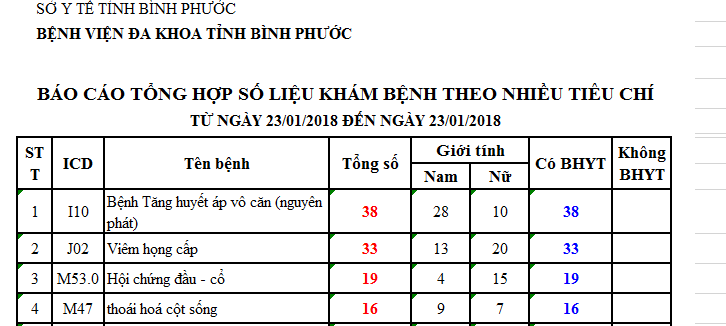 SỞ Y TẾ TỈNH BÌNH PHƯỚC
BỆNH VIỆN ĐA KHOA TỈNH BÌNH PHƯỚC
BÁO CÁO TỔNG HỢP SỐ LIỆU KHÁM BỆNH THEO NHIỀU TIÊU CHÍ
TỪ NGÀY 23/01/2018 ĐẾN NGÀY 23/01/2018
STT ICD Tên bệnh Tổng số Giới tính Có BHYT Không BHYT
Nam Nữ
1 I10 Bệnh Tăng huyết áp vô căn (nguyên phát) 38 28 10 38
2 J02 Viêm họng cấp 33 13 20 33
3 M53.0 Hội chứng đầu - cổ 19 4 15 19
4 M47 thoái hoá cột sống 16 9 7 16